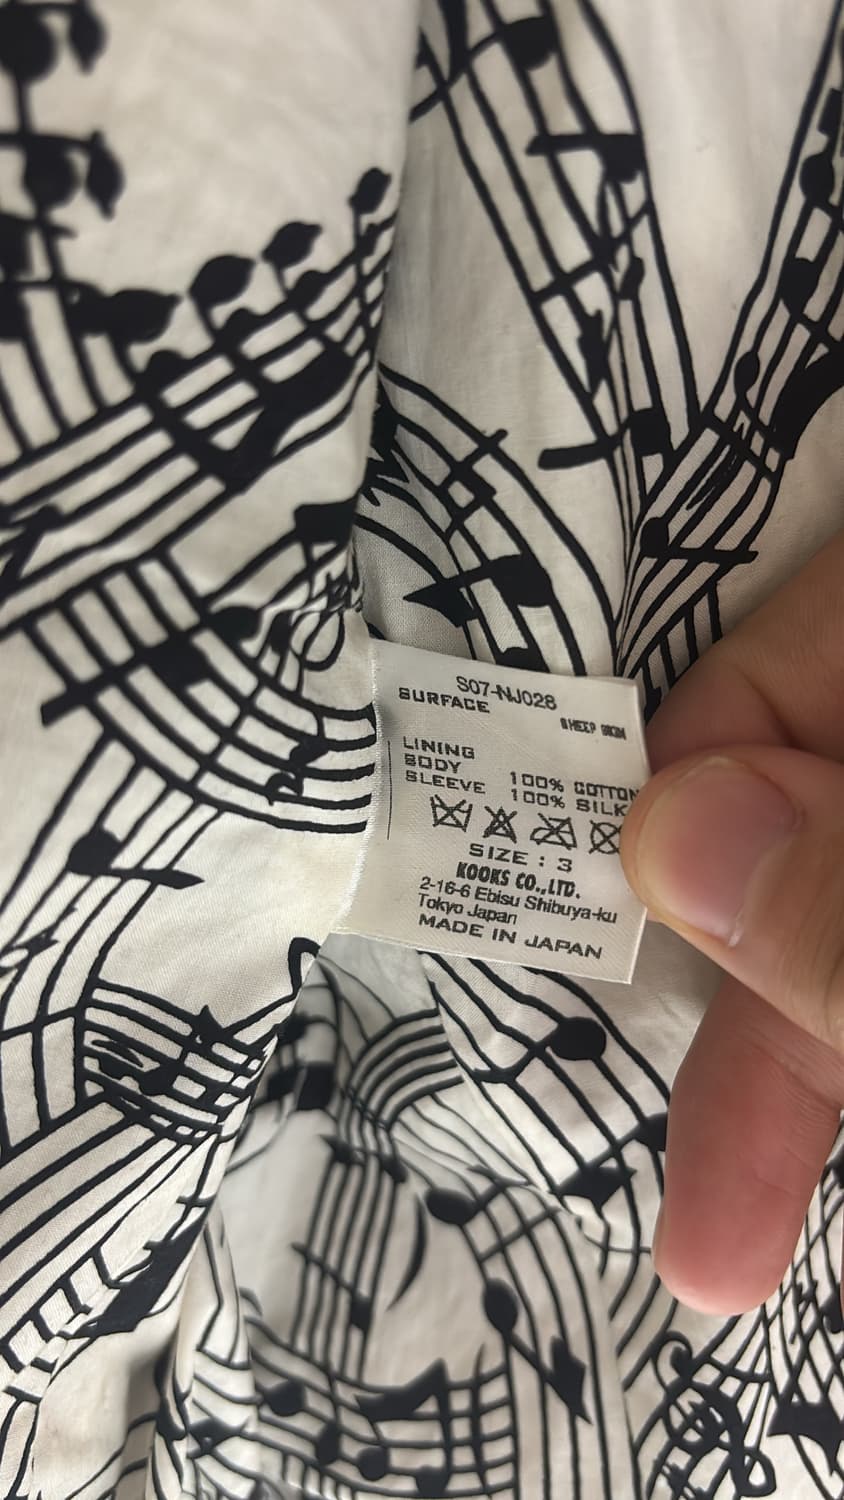 S07-NJ028
SURFACE
SHEEP SKIN
LINING
BODY 100% COTTON
SLEEVE 100% SILK
SIZE : 3
KOOKS CO.,LTD.
2-16-6 Ebisu Shibuya-ku
Tokyo Japan
MADE IN JAPAN